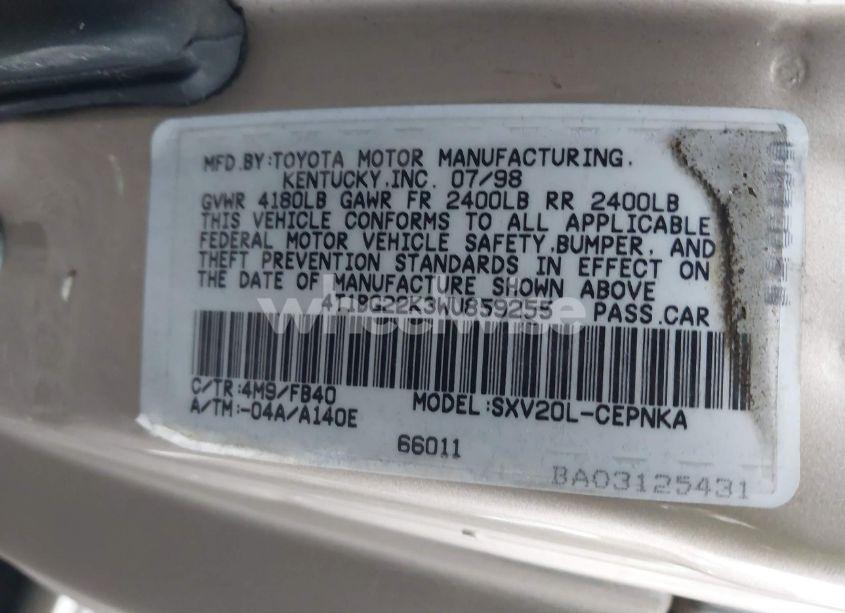 MFD.BY:TOYOTA MOTOR MANUFACTURING.
KENTUCKY.INC. 07/98
GVWR 4180LB GAWR FR 2400LB RR 2400LB
THIS VEHICLE CONFORMS TO ALL APPLICABLE
FEDERAL MOTOR VEHICLE SAFETY.BUMPER, AND
THEFT PREVENTION STANDARDS IN EFFECT ON
THE DATE OF MANUFACTURE SHOWN ABOVE
4T1BG22K3WU859255 PASS.CAR
C/TR:4M9/FB40 MODEL:SXV20L-CEPNKA
A/TM:-04A/A140E
66011
BA03125431